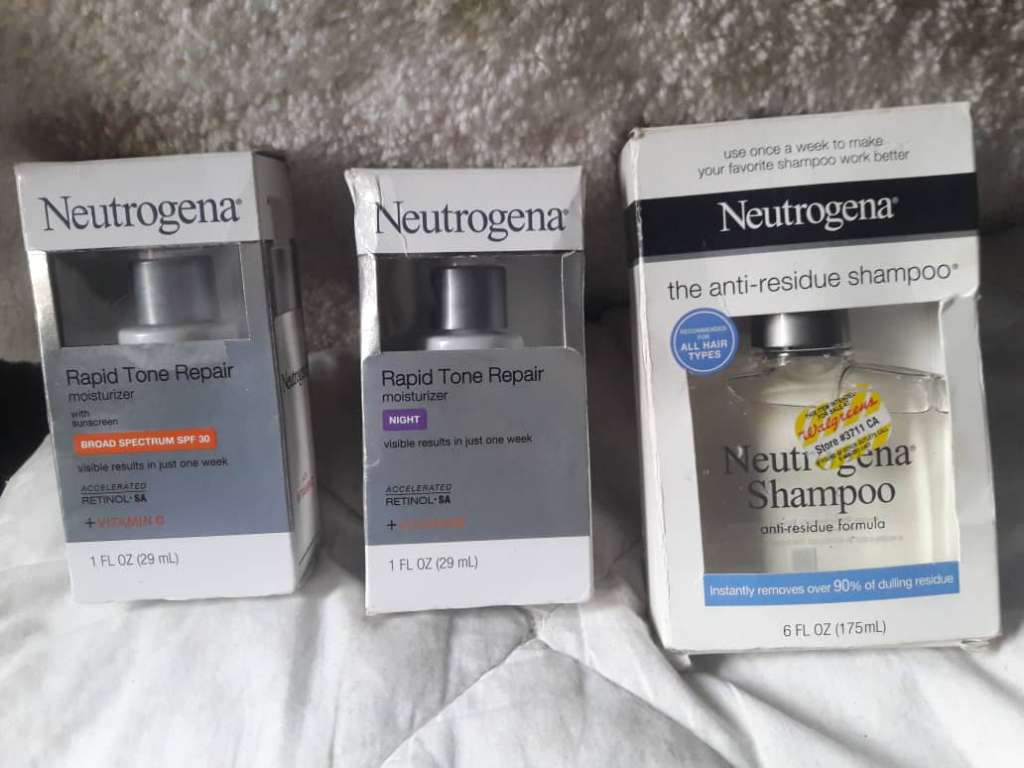 Neutrogena®
Rapid Tone Repair
moisturizer
with
sunscreen
BROAD SPECTRUM SPF 30
visible results in just one week
ACCELERATED
RETINOL·SA
+ VITAMIN C
1 FL OZ (29 mL)
Neutrogena®
Rapid Tone Repair
moisturizer
NIGHT
visible results in just one week
ACCELERATED
RETINOL·SA
+
1 FL OZ (29 mL)
use once a week to make
your favorite shampoo work better
Neutrogena®
the anti-residue shampoo®
RECOMMENDED
FOR
ALL HAIR
TYPES
Walgreens
Store #3711 CA
Neutrogena®
Shampoo
anti-residue formula
Instantly removes over 90% of dulling residue
6 FL OZ (175mL)